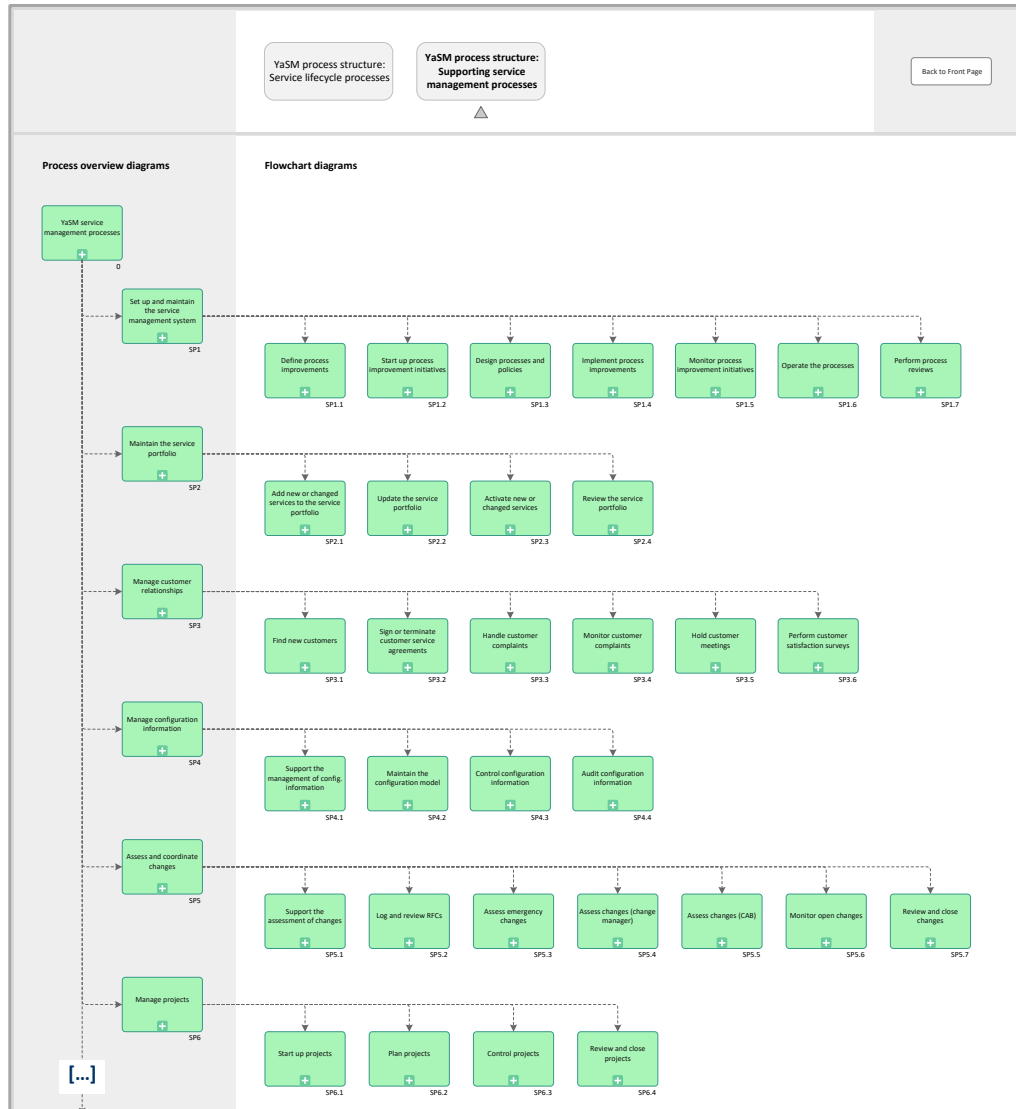 YaSM process structure:
Service lifecycle processes
YaSM process structure:
Supporting service
management processes
Back to Front Page
Process overview diagrams
Flowchart diagrams
YaSM service
management processes
0
Set up and maintain
the service
management system
SP1
Define process
improvements
SP1.1
Start up process
improvement initiatives
SP1.2
Design processes and
policies
SP1.3
Implement process
improvements
SP1.4
Monitor process
improvement initiatives
SP1.5
Operate the processes
SP1.6
Perform process
reviews
SP1.7
Maintain the service
portfolio
SP2
Add new or changed
services to the service
portfolio
SP2.1
Update the service
portfolio
SP2.2
Activate new or
changed services
SP2.3
Review the service
portfolio
SP2.4
Manage customer
relationships
SP3
Find new customers
SP3.1
Sign or terminate
customer service
agreements
SP3.2
Handle customer
complaints
SP3.3
Monitor customer
complaints
SP3.4
Hold customer
meetings
SP3.5
Perform customer
satisfaction surveys
SP3.6
Manage configuration
information
SP4
Support the
management of config.
information
SP4.1
Maintain the
configuration model
SP4.2
Control configuration
information
SP4.3
Audit configuration
information
SP4.4
Assess and coordinate
changes
SP5
Support the
assessment of changes
SP5.1
Log and review RFCs
SP5.2
Assess emergency
changes
SP5.3
Assess changes (change
manager)
SP5.4
Assess changes (CAB)
SP5.5
Monitor open changes
SP5.6
Review and close
changes
SP5.7
Manage projects
SP6
Start up projects
SP6.1
Plan projects
SP6.2
Control projects
SP6.3
Review and close
projects
SP6.4
[...]